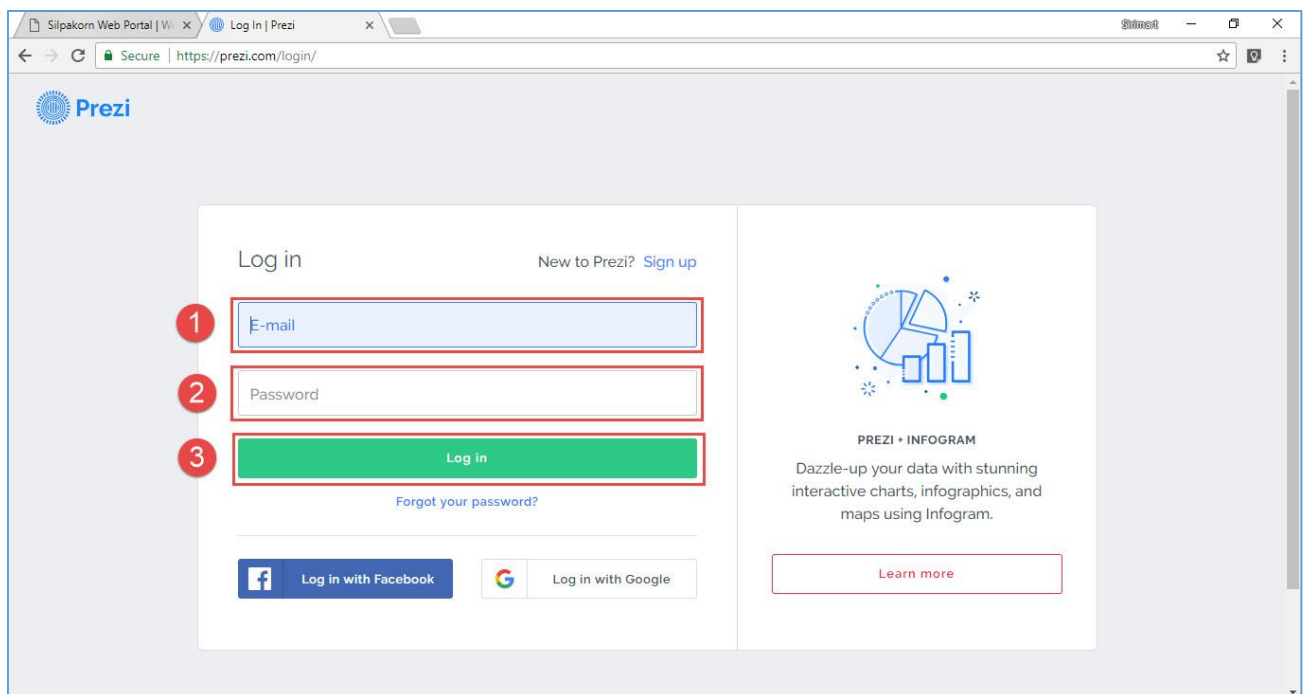 Silpakorn Web Portal | W
Log In | Prezi
Sirimart
Secure | https://prezi.com/login/
Prezi
Log in
New to Prezi? Sign up
1
E-mail
2
Password
3
Log in
Forgot your password?
Log in with Facebook
G Log in with Google
PREZI + INFOGRAM
Dazzle-up your data with stunning
interactive charts, infographics, and
maps using Infogram.
Learn more